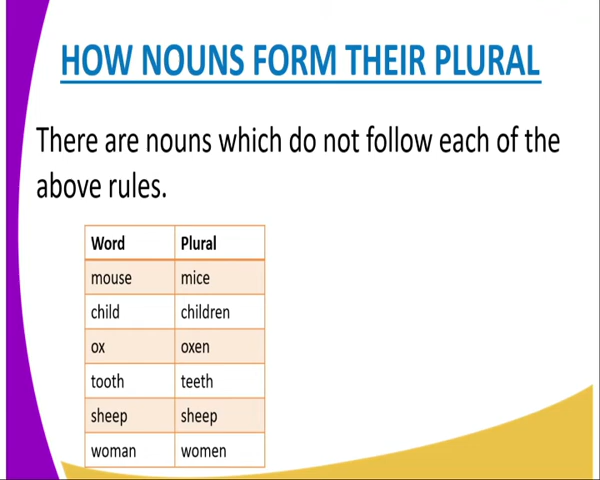 HOW NOUNS FORM THEIR PLURAL
There are nouns which do not follow each of the
above rules.
Word Plural
mouse mice
child children
ox oxen
tooth teeth
sheep sheep
woman women